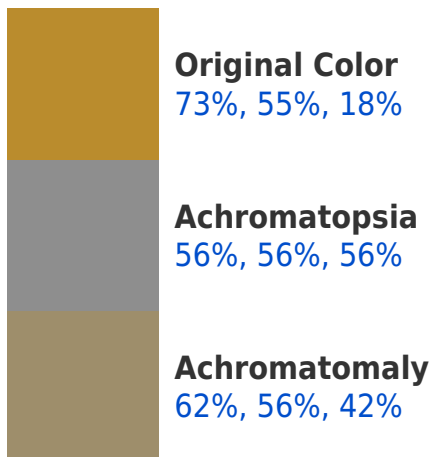 Original Color
73%, 55%, 18%
Achromatopsia
56%, 56%, 56%
Achromatomaly
62%, 56%, 42%